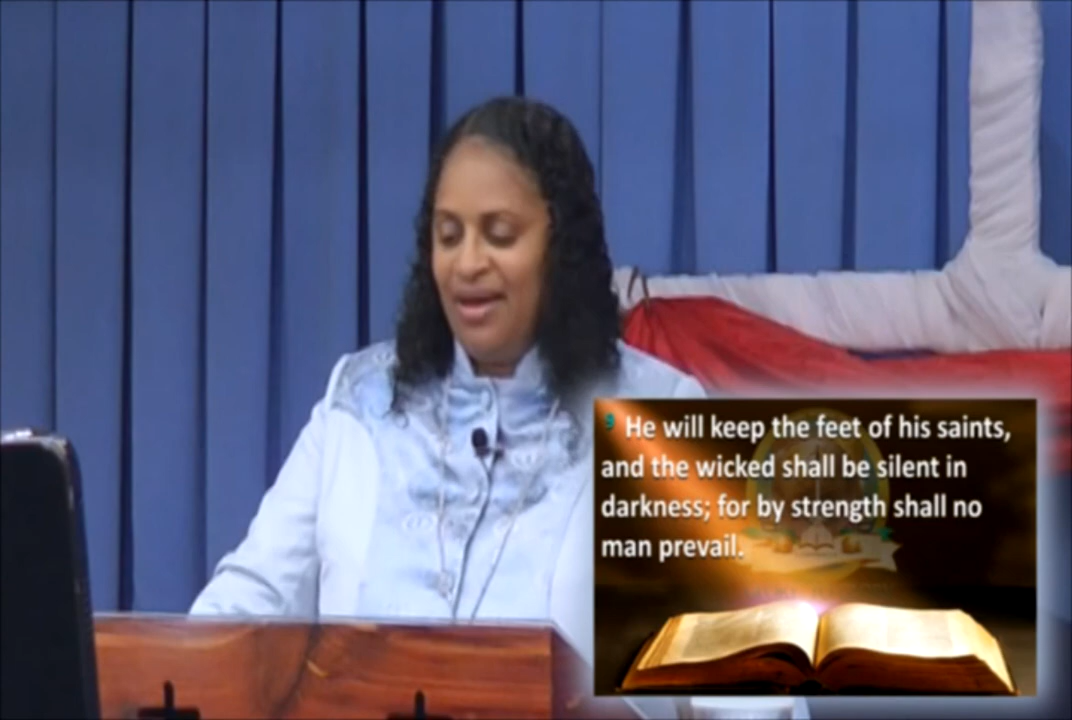 9 He will keep the feet of his saints,
and the wicked shall be silent in
darkness; for by strength shall no
man prevail.